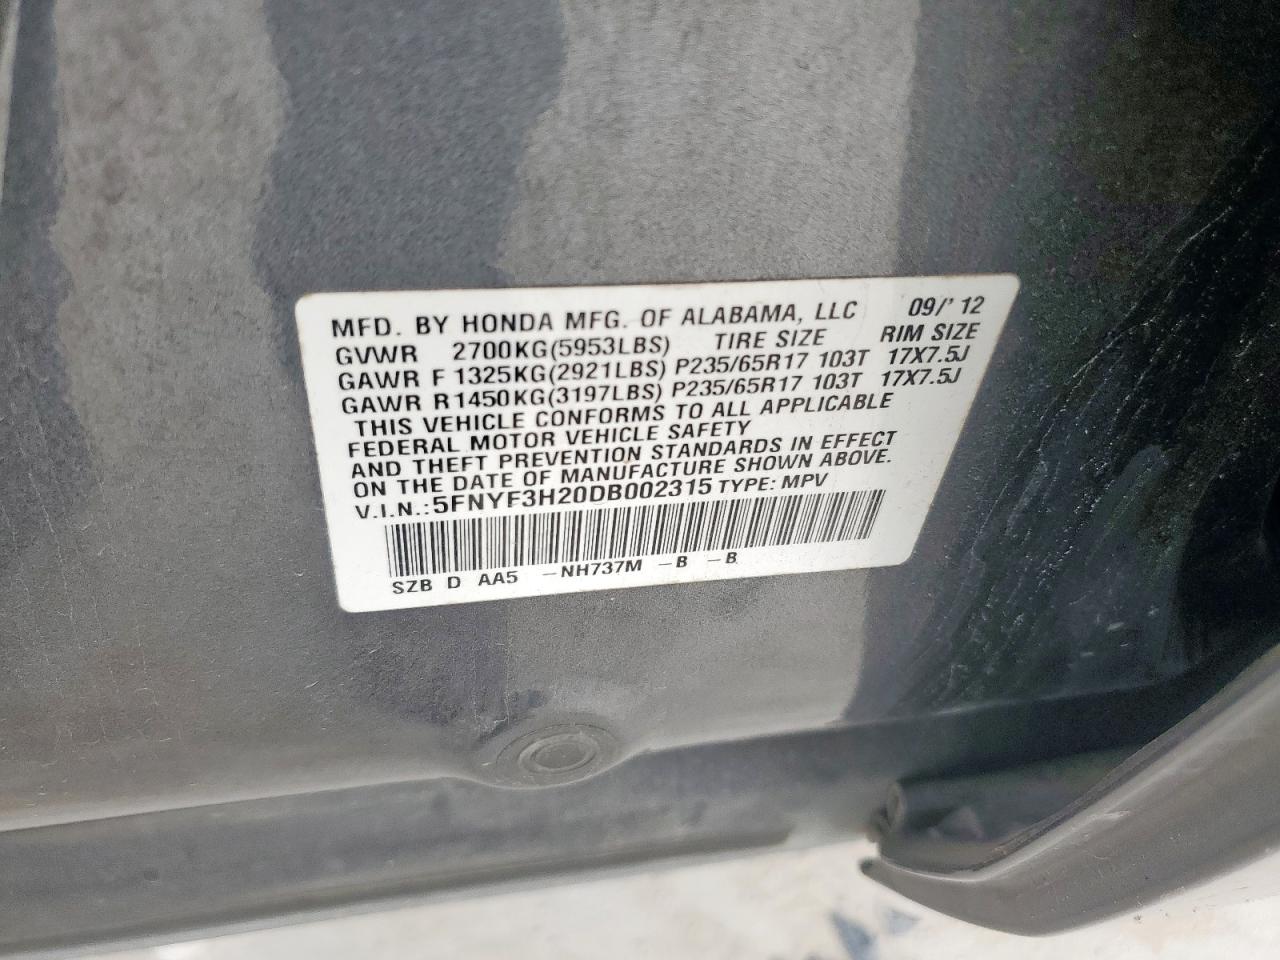 MFD. BY HONDA MFG. OF ALABAMA, LLC 09/'12
GVWR 2700KG(5953LBS) TIRE SIZE RIM SIZE
GAWR F 1325KG(2921LBS) P235/65R17 103T 17X7.5J
GAWR R1450KG(3197LBS) P235/65R17 103T 17X7.5J
THIS VEHICLE CONFORMS TO ALL APPLICABLE
FEDERAL MOTOR VEHICLE SAFETY
AND THEFT PREVENTION STANDARDS IN EFFECT
ON THE DATE OF MANUFACTURE SHOWN ABOVE.
V.I.N.:5FNYF3H20DB002315 TYPE: MPV
SZB D AA5 -NH737M -B -B